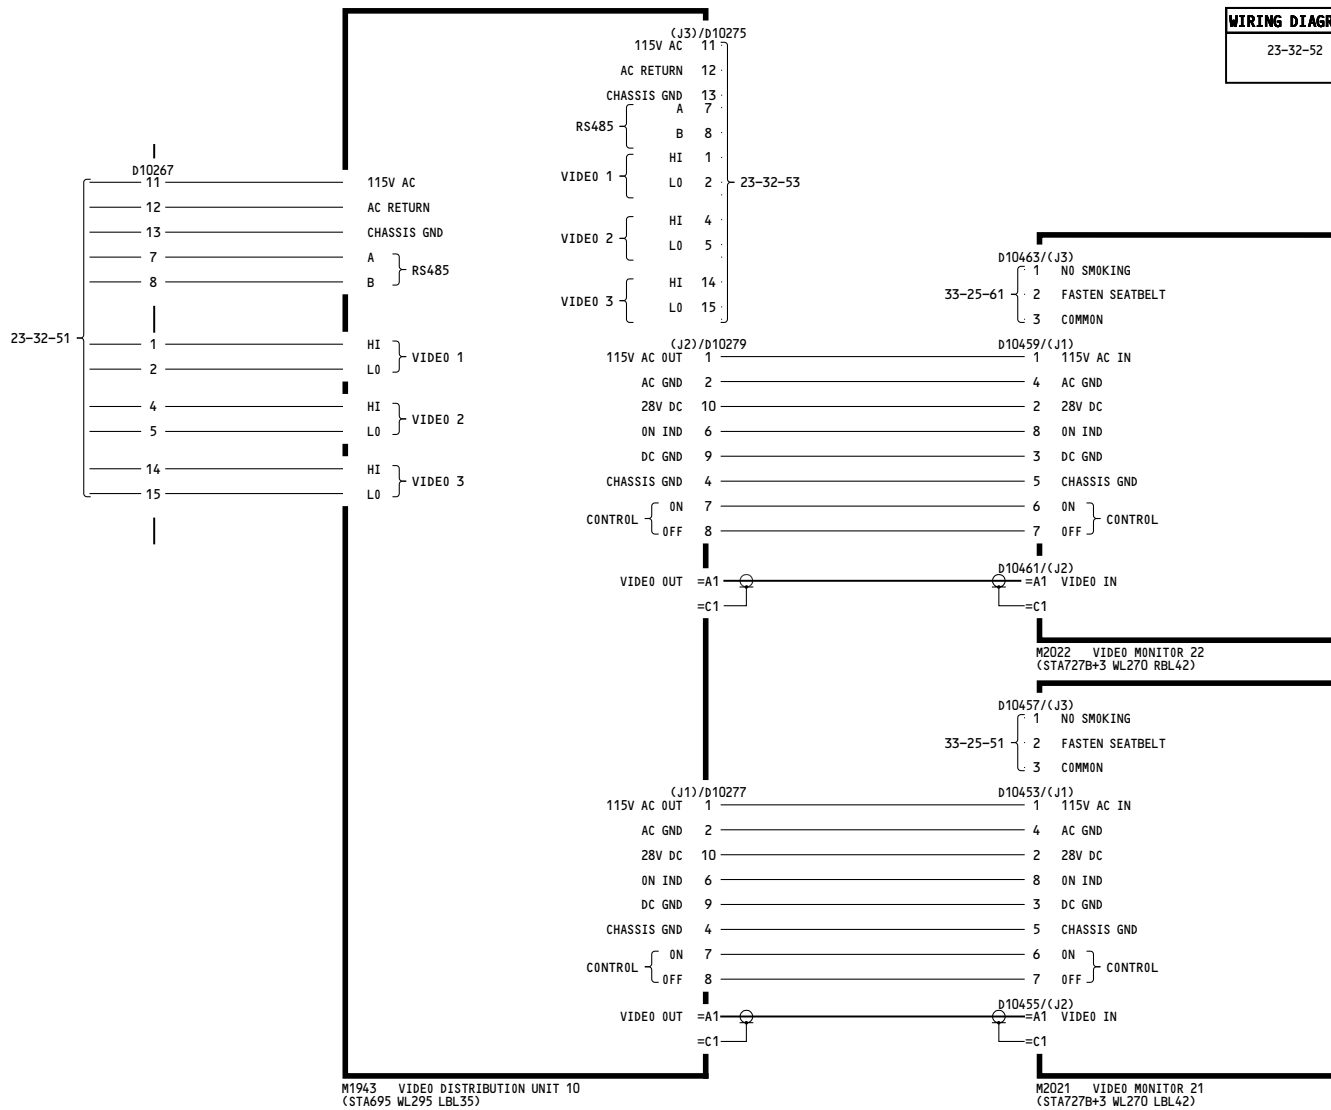 WIRING DIAGR
23-32-52
(J3)/D10275
115V AC 11
AC RETURN 12
CHASSIS GND 13
RS485
A 7
B 8
VIDEO 1
HI 1
LO 2
23-32-53
VIDEO 2
HI 4
LO 5
VIDEO 3
HI 14
LO 15
D10267
11 115V AC
12 AC RETURN
13 CHASSIS GND
7 A
8 B
RS485
23-32-51
1 HI
2 LO
VIDEO 1
4 HI
5 LO
VIDEO 2
14 HI
15 LO
VIDEO 3
D10463/(J3)
33-25-61
1 NO SMOKING
2 FASTEN SEATBELT
3 COMMON
(J2)/D10279 D10459/(J1)
115V AC OUT 1 1 115V AC IN
AC GND 2 4 AC GND
28V DC 10 2 28V DC
ON IND 6 8 ON IND
DC GND 9 3 DC GND
CHASSIS GND 4 5 CHASSIS GND
CONTROL
ON 7 6 ON
OFF 8 7 OFF
CONTROL
D10461/(J2)
VIDEO OUT =A1 =A1 VIDEO IN
=C1 =C1
M2022 VIDEO MONITOR 22
(STA727B+3 WL270 RBL42)
D10457/(J3)
33-25-51
1 NO SMOKING
2 FASTEN SEATBELT
3 COMMON
(J1)/D10277 D10453/(J1)
115V AC OUT 1 1 115V AC IN
AC GND 2 4 AC GND
28V DC 10 2 28V DC
ON IND 6 8 ON IND
DC GND 9 3 DC GND
CHASSIS GND 4 5 CHASSIS GND
CONTROL
ON 7 6 ON
OFF 8 7 OFF
CONTROL
D10455/(J2)
VIDEO OUT =A1 =A1 VIDEO IN
=C1 =C1
M1943 VIDEO DISTRIBUTION UNIT 10
(STA695 WL295 LBL35)
M2021 VIDEO MONITOR 21
(STA727B+3 WL270 LBL42)